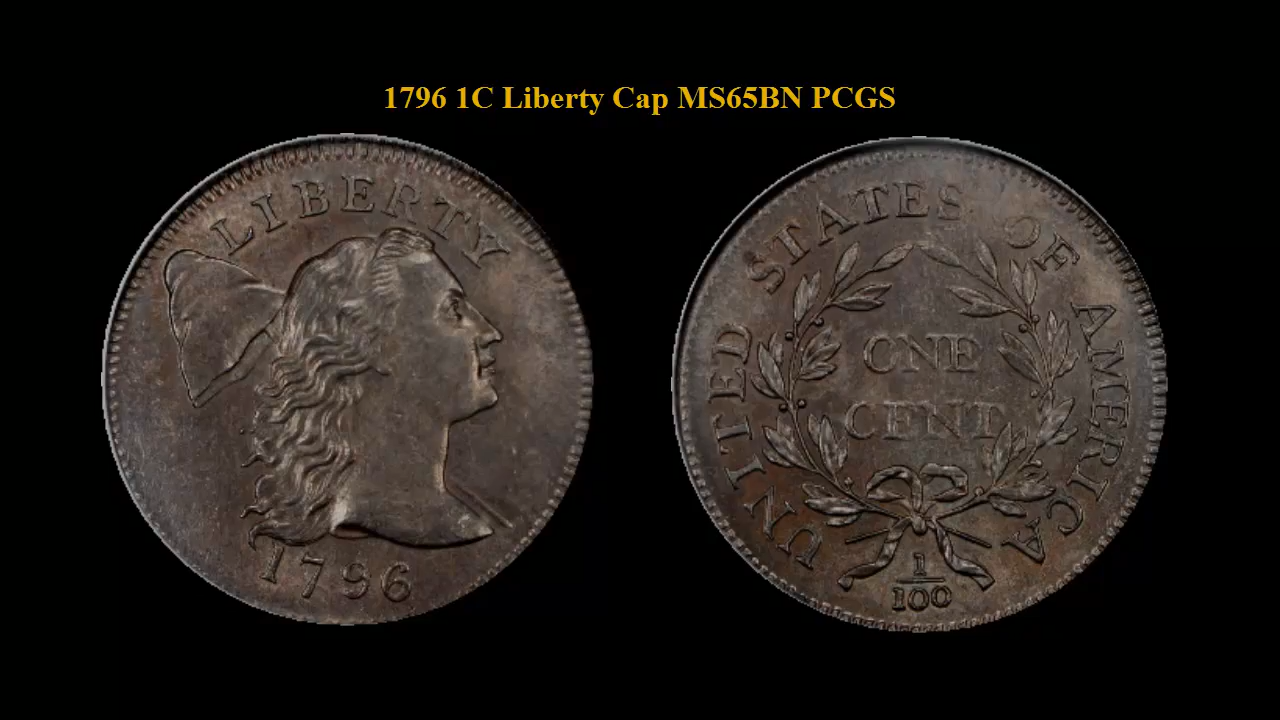 1796 1C Liberty Cap MS65BN PCGS
LIBERTY
1796
UNITED STATES OF AMERICA
ONE
CENT
1
100